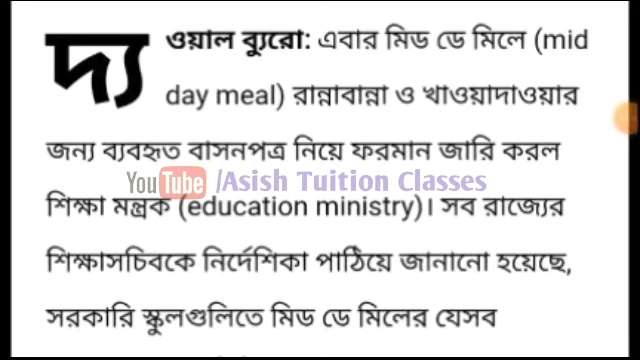 দ্য ওয়াল ব্যুরো: এবার মিড ডে মিলে (mid
day meal) রান্নাবান্না ও খাওয়াদাওয়ার
জন্য ব্যবহৃত বাসনপত্র নিয়ে ফরমান জারি করল
YouTube /Asish Tuition Classes
শিক্ষা মন্ত্রক (education ministry)। সব রাজ্যের
শিক্ষাসচিবকে নির্দেশিকা পাঠিয়ে জানানো হয়েছে,
সরকারি স্কুলগুলিতে মিড ডে মিলের যেসব